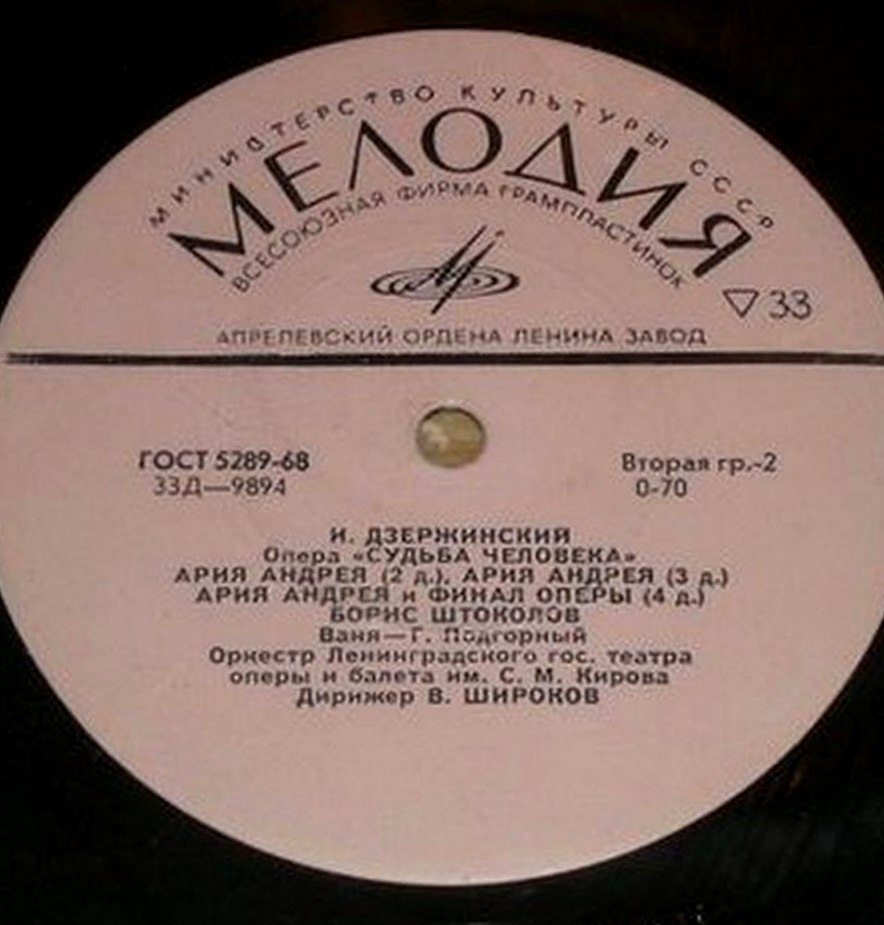 МИНИСТЕРСТВО КУЛЬТУРЫ СССР
МЕЛОДИЯ
ВСЕСОЮЗНАЯ ФИРМА ГРАМПЛАСТИНОК
33
АПРЕЛЕВСКИЙ ОРДЕНА ЛЕНИНА ЗАВОД
ГОСТ 5289-68
33Д—9894
Вторая гр.-2
0-70
И. ДЗЕРЖИНСКИЙ
Опера «СУДЬБА ЧЕЛОВЕКА»
АРИЯ АНДРЕЯ (2 д.), АРИЯ АНДРЕЯ (3 д.)
АРИЯ АНДРЕЯ и ФИНАЛ ОПЕРЫ (4 д.)
БОРИС ШТОКОЛОВ
Ваня—Г. Подгорный
Оркестр Ленинградского гос. театра
оперы и балета им. С. М. Кирова
Дирижер В. ШИРОКОВ